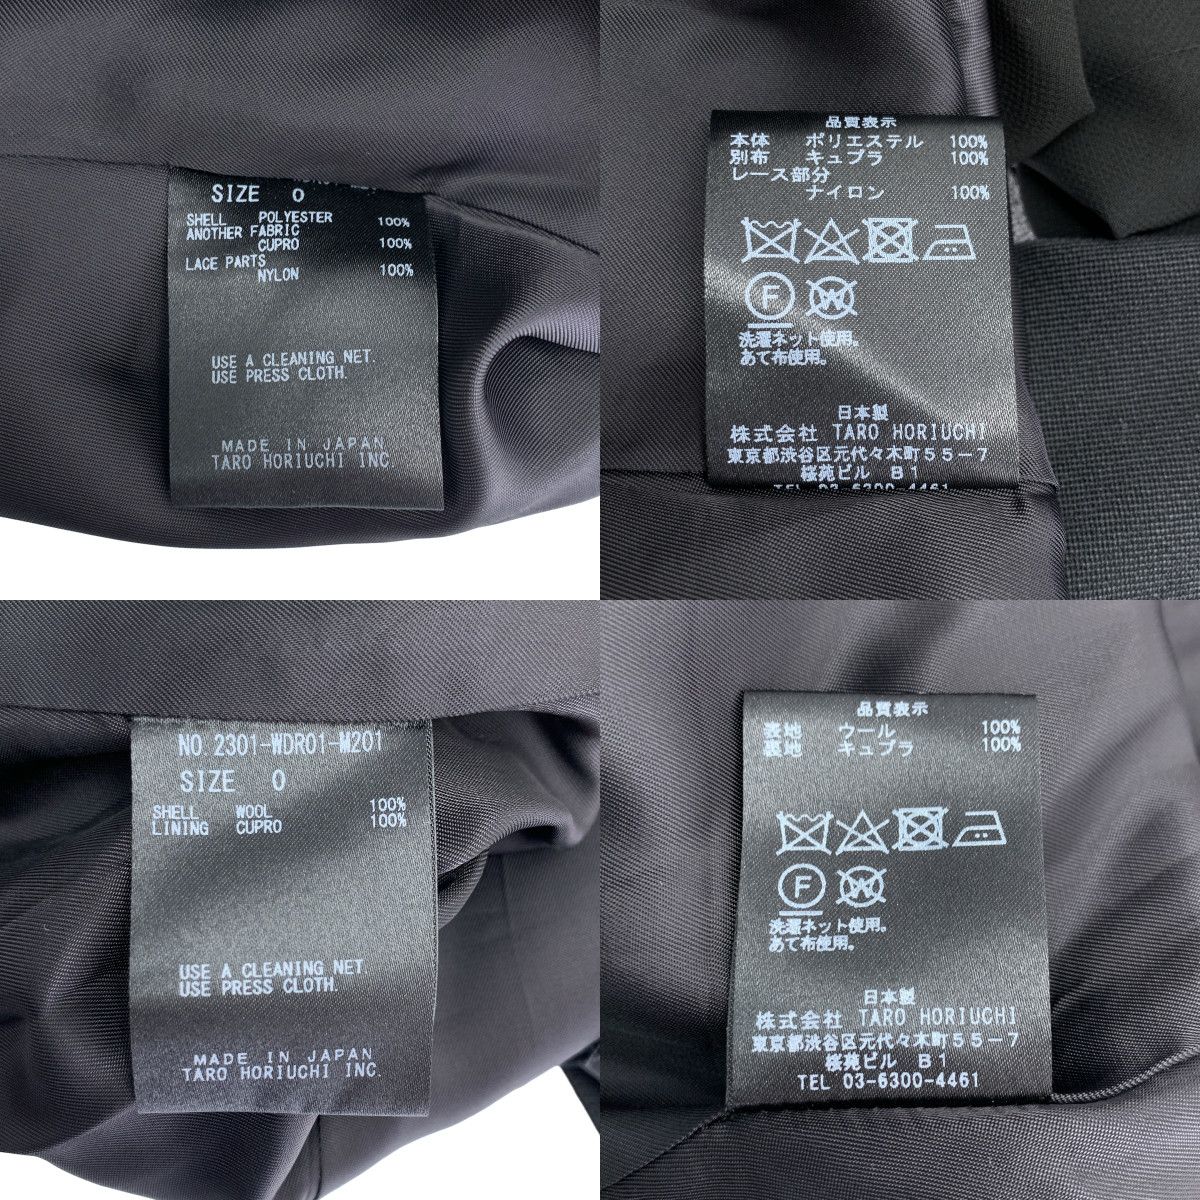 SIZE 0
SHELL POLYESTER 100%
ANOTHER FABRIC
CUPRO 100%
LACE PARTS
NYLON 100%
USE A CLEANING NET.
USE PRESS CLOTH.
MADE IN JAPAN
TARO HORIUCHI INC.
品質表示
本体 ポリエステル 100%
別布 キュプラ 100%
レース部分
ナイロン 100%
F
W
洗濯ネット使用。
あて布使用。
日本製
株式会社 TARO HORIUCHI
東京都渋谷区元代々木町55-7
桜苑ビル B1
TEL 03-6300-4461
NO.2301-WDR01-M201
SIZE 0
SHELL WOOL 100%
LINING CUPRO 100%
USE A CLEANING NET.
USE PRESS CLOTH.
MADE IN JAPAN
TARO HORIUCHI INC.
品質表示
表地 ウール 100%
裏地 キュプラ 100%
F
W
洗濯ネット使用。
あて布使用。
日本製
株式会社 TARO HORIUCHI
東京都渋谷区元代々木町55-7
桜苑ビル B1
TEL 03-6300-4461